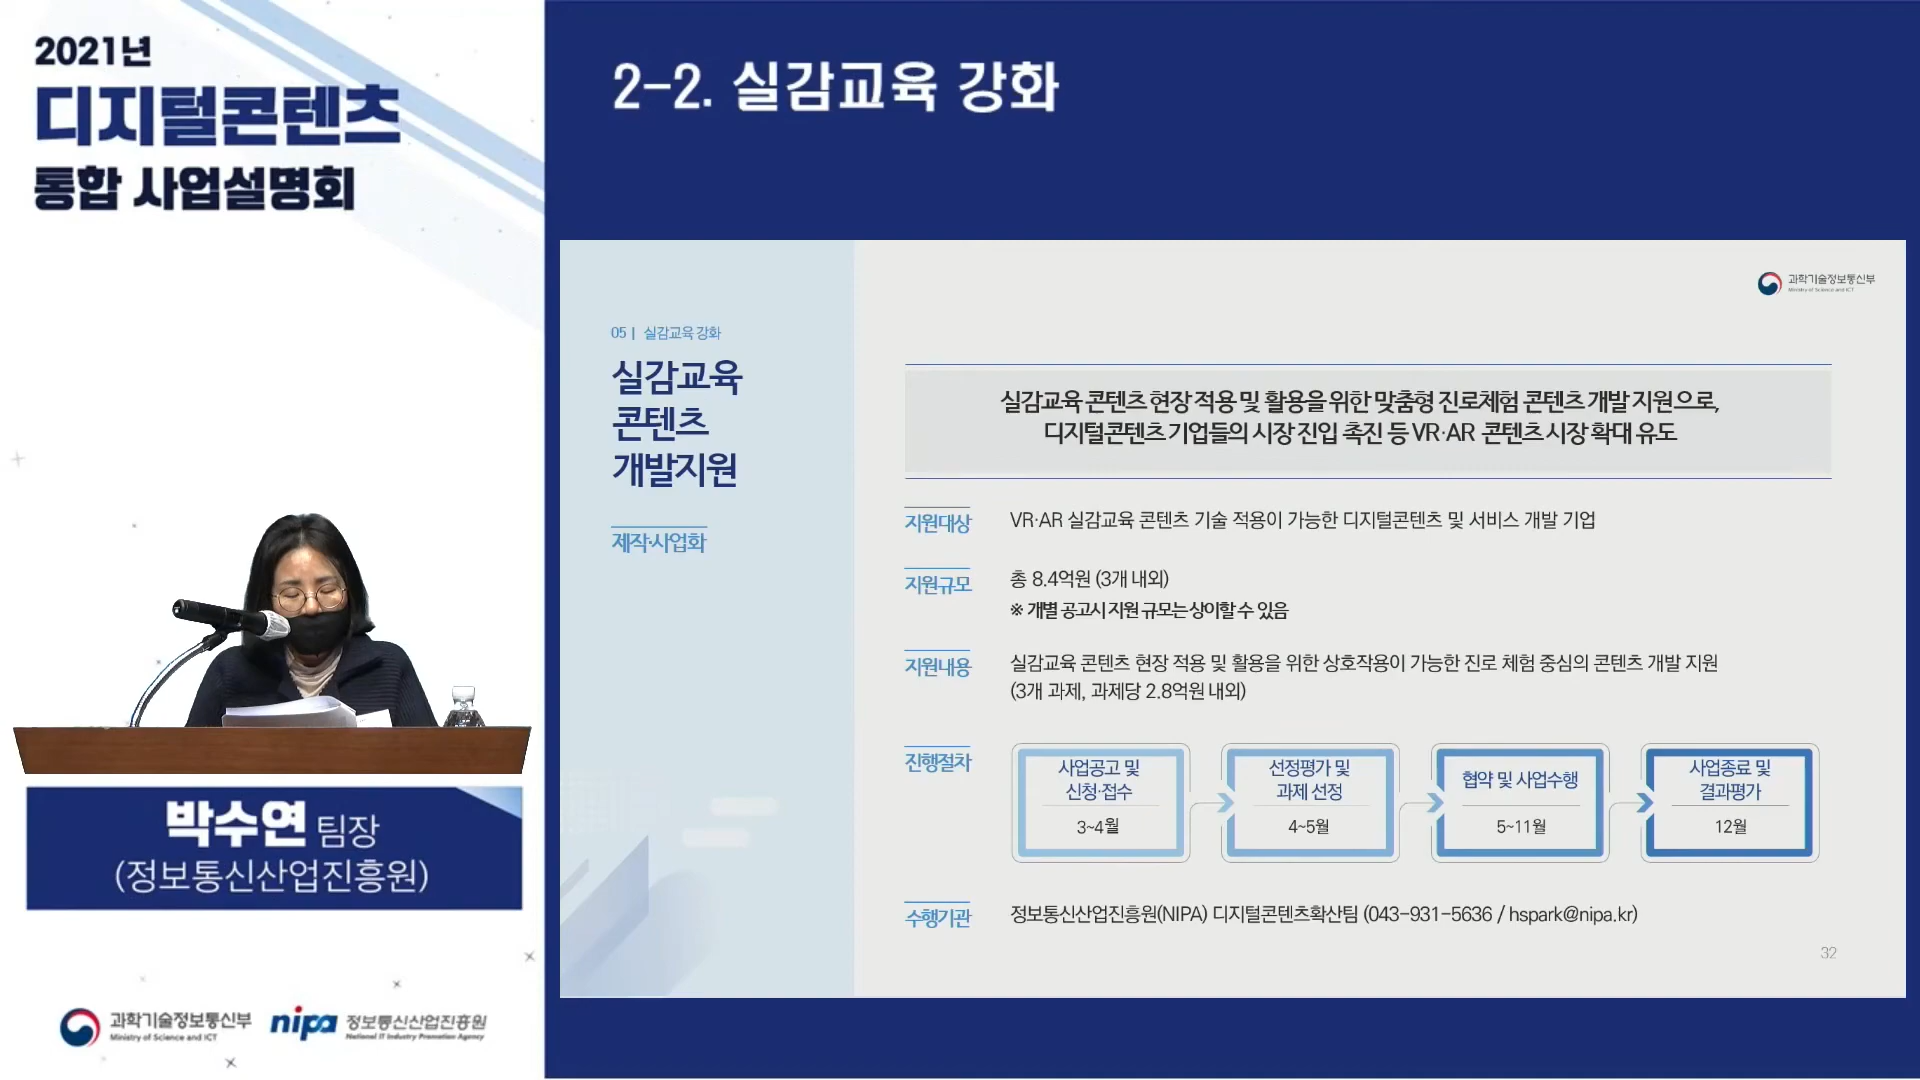 2021년
디지털콘텐츠
통합 사업설명회
박수연 팀장
(정보통신산업진흥원)
과학기술정보통신부
Ministry of Science and ICT
nipa 정보통신산업진흥원
National IT Industry Promotion Agency
2-2. 실감교육 강화
과학기술정보통신부
Ministry of Science and ICT
05 | 실감교육 강화
실감교육
콘텐츠
개발지원
제작·사업화
실감교육 콘텐츠 현장 적용 및 활용을 위한 맞춤형 진로체험 콘텐츠 개발 지원으로,
디지털콘텐츠 기업들의 시장 진입 촉진 등 VR·AR 콘텐츠 시장 확대 유도
지원대상
VR·AR 실감교육 콘텐츠 기술 적용이 가능한 디지털콘텐츠 및 서비스 개발 기업
지원규모
총 8.4억원 (3개 내외)
※ 개별 공고시 지원 규모는 상이할 수 있음
지원내용
실감교육 콘텐츠 현장 적용 및 활용을 위한 상호작용이 가능한 진로 체험 중심의 콘텐츠 개발 지원
(3개 과제, 과제당 2.8억원 내외)
진행절차
사업공고 및
신청·접수
3~4월
선정평가 및
과제 선정
4~5월
협약 및 사업수행
5~11월
사업종료 및
결과평가
12월
수행기관
정보통신산업진흥원(NIPA) 디지털콘텐츠확산팀 (043-931-5636 / hspark@nipa.kr)
32